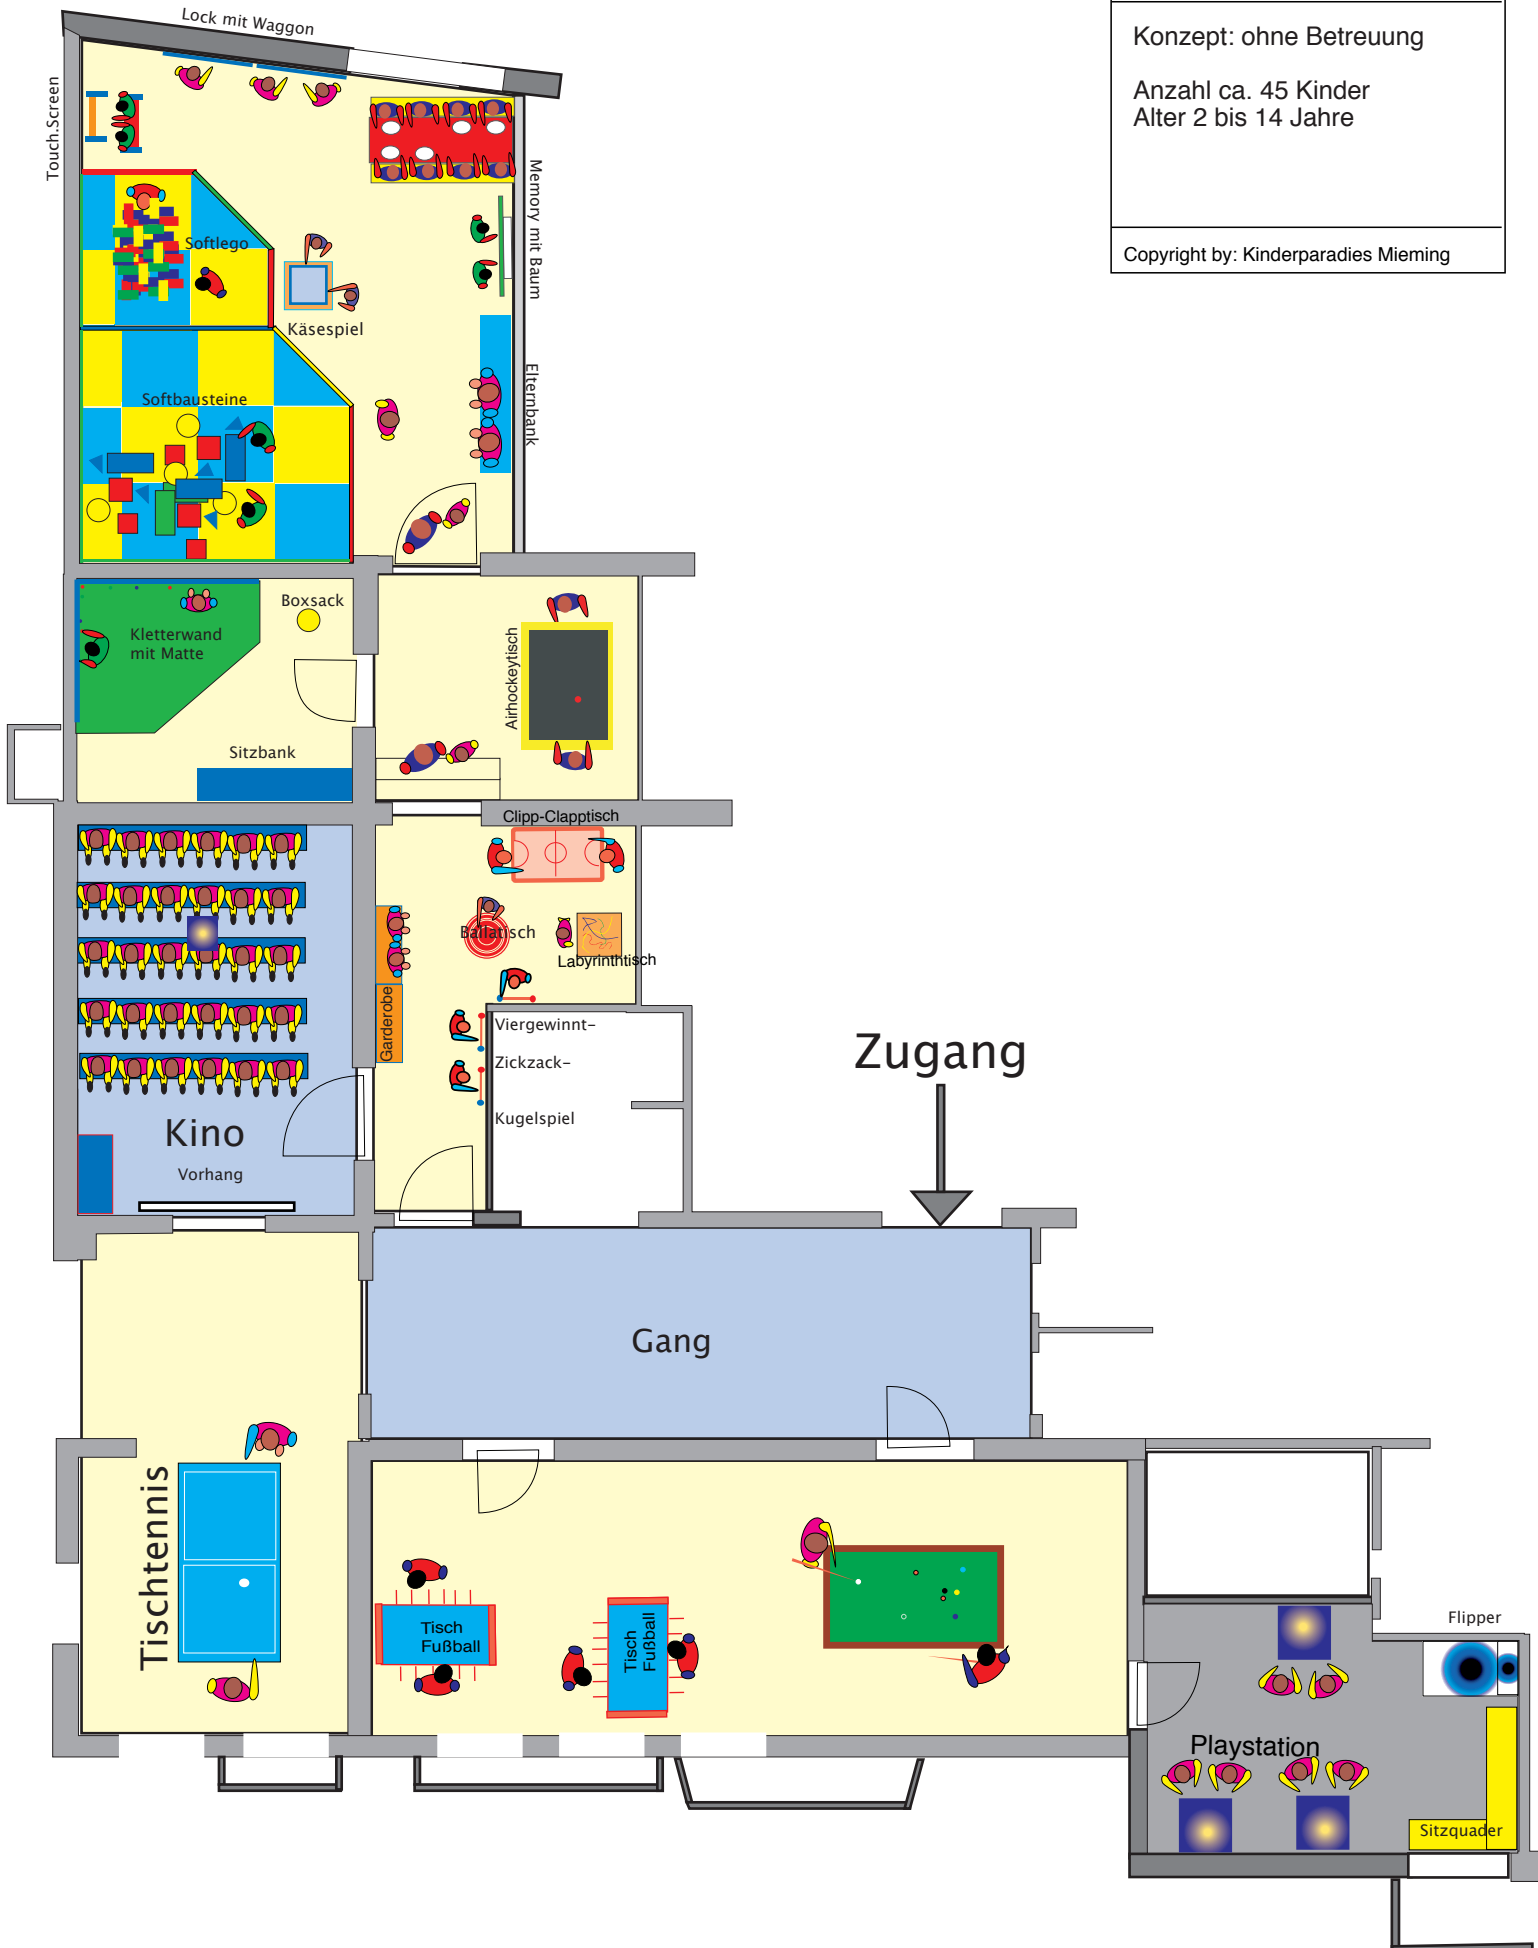 Lock mit Waggon
Konzept: ohne Betreuung
Anzahl ca. 45 Kinder
Alter 2 bis 14 Jahre
Copyright by: Kinderparadies Mieming
Touch.Screen
Memory mit Baum
Softlego
Käsespiel
Elternbank
Softbausteine
Boxsack
Kletterwand
mit Matte
Airhockeytisch
Sitzbank
Clipp-Clapptisch
Ballatisch
Labyrinthtisch
Garderobe
Viergewinnt-
Zickzack-
Kugelspiel
Zugang
Kino
Vorhang
Gang
Tischtennis
Tisch
Fußball
Tisch
Fußball
Flipper
Playstation
Sitzquader